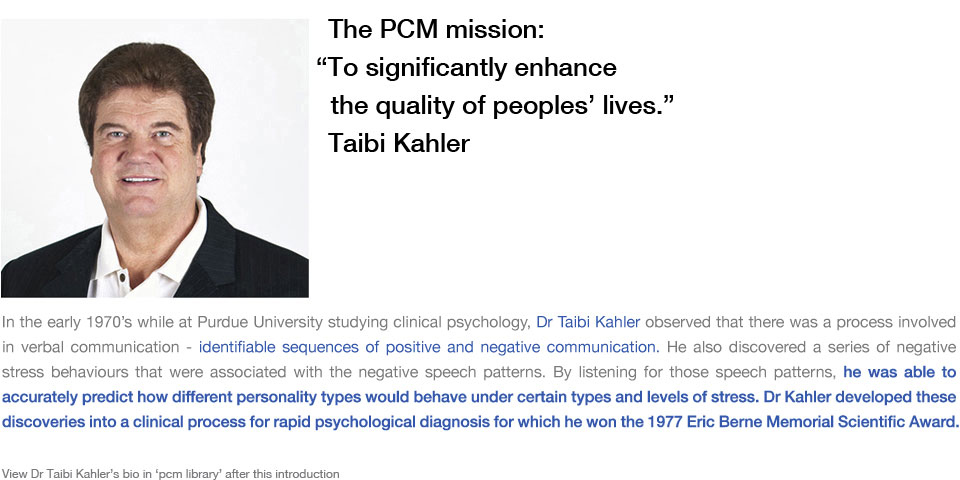 The PCM mission:
“To significantly enhance
the quality of peoples’ lives.”
Taibi Kahler
In the early 1970’s while at Purdue University studying clinical psychology, Dr Taibi Kahler observed that there was a process involved
in verbal communication - identifiable sequences of positive and negative communication. He also discovered a series of negative
stress behaviours that were associated with the negative speech patterns. By listening for those speech patterns, he was able to
accurately predict how different personality types would behave under certain types and levels of stress. Dr Kahler developed these
discoveries into a clinical process for rapid psychological diagnosis for which he won the 1977 Eric Berne Memorial Scientific Award.
View Dr Taibi Kahler’s bio in ‘pcm library’ after this introduction